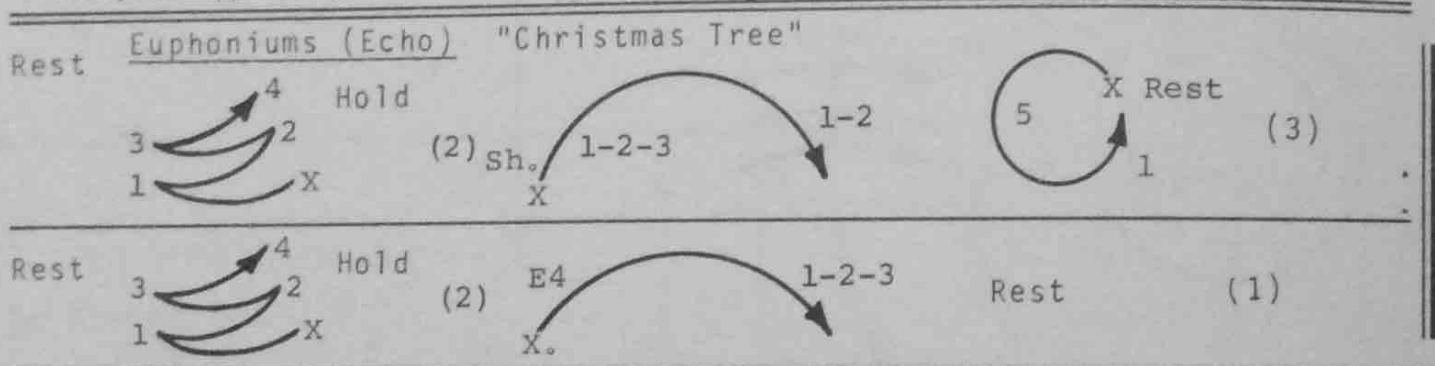 Euphoniums (Echo) "Christmas Tree"
Rest
4 Hold
3 2
1 X
(2) Sh. 1-2-3 1-2
X
X Rest
5
1
(3)
Rest
4 Hold
3 2
1 X
(2) E4 1-2-3
X.
Rest (1)